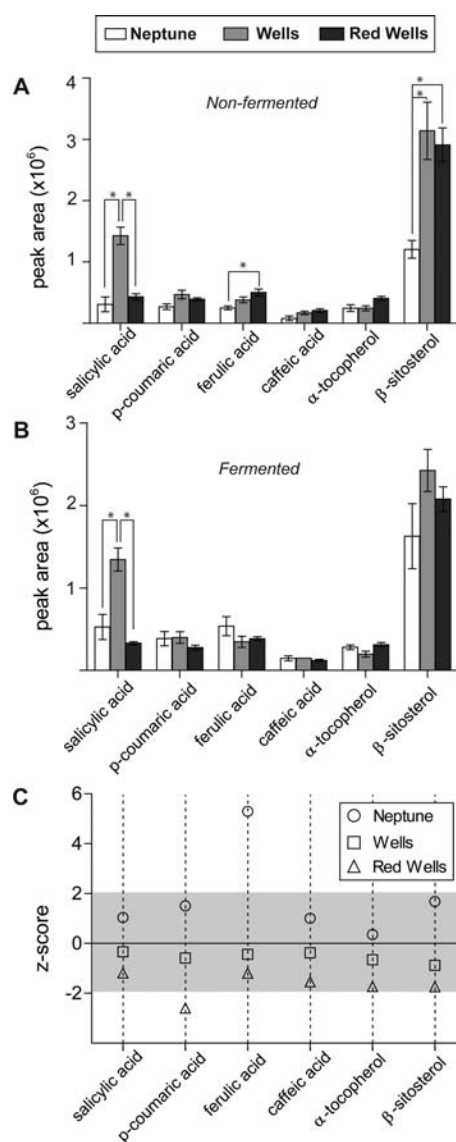 Neptune Wells Red Wells
A
Non-fermented
peak area (x10⁶)
4
3
2
1
* *
*
*
*
salicylic acid
p-coumaric acid
ferulic acid
caffeic acid
α-tocopherol
β-sitosterol
B
Fermented
peak area (x10⁶)
3
2
1
* *
salicylic acid
p-coumaric acid
ferulic acid
caffeic acid
α-tocopherol
β-sitosterol
C
z-score
6
4
2
0
-2
Neptune
Wells
Red Wells
salicylic acid
p-coumaric acid
ferulic acid
caffeic acid
α-tocopherol
β-sitosterol